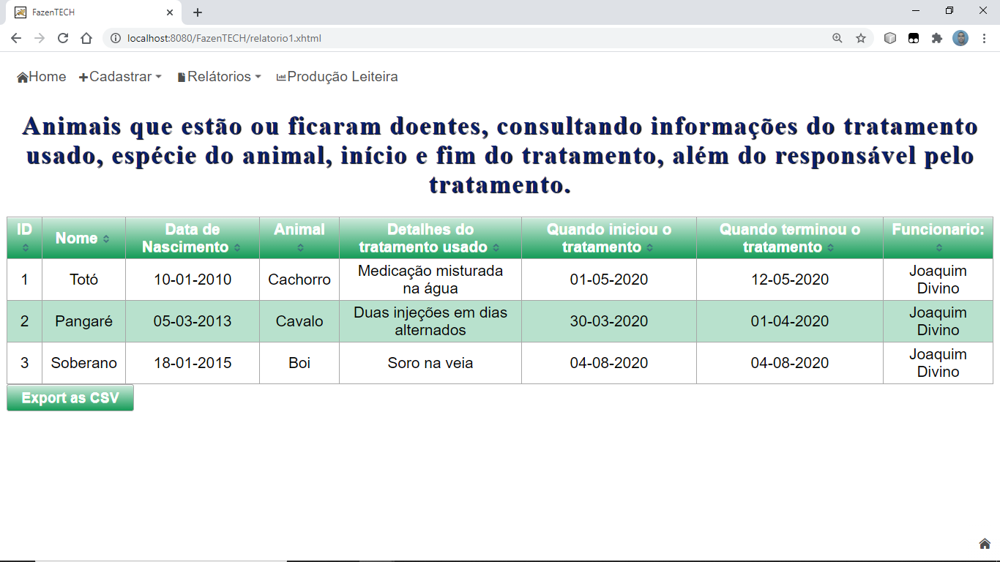 FazenTECH
localhost:8080/FazenTECH/relatorio1.xhtml
Home Cadastrar Relátorios Produção Leiteira
Animais que estão ou ficaram doentes, consultando informações do tratamento
usado, espécie do animal, início e fim do tratamento, além do responsável pelo
tratamento.
ID Nome Data de Nascimento Animal Detalhes do tratamento usado Quando iniciou o tratamento Quando terminou o tratamento Funcionario:
1 Totó 10-01-2010 Cachorro Medicação misturada na água 01-05-2020 12-05-2020 Joaquim Divino
2 Pangaré 05-03-2013 Cavalo Duas injeções em dias alternados 30-03-2020 01-04-2020 Joaquim Divino
3 Soberano 18-01-2015 Boi Soro na veia 04-08-2020 04-08-2020 Joaquim Divino
Export as CSV